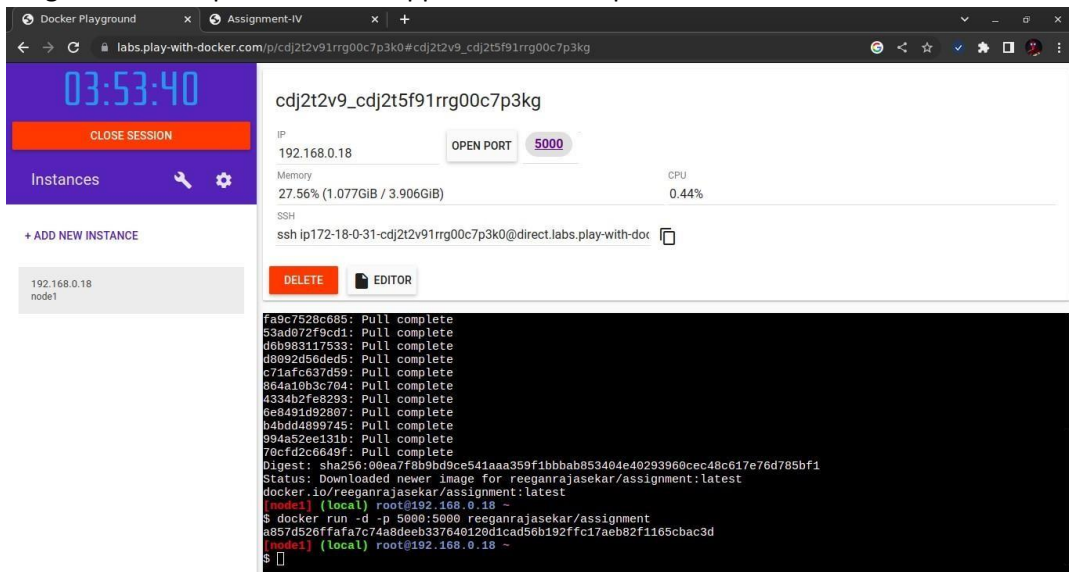 Docker Playground
Assignment-IV
labs.play-with-docker.com/p/cdj2t2v91rrg00c7p3k0#cdj2t2v9_cdj2t5f91rrg00c7p3kg
03:53:40
CLOSE SESSION
Instances
+ ADD NEW INSTANCE
192.168.0.18
node1
cdj2t2v9_cdj2t5f91rrg00c7p3kg
IP
192.168.0.18
OPEN PORT
5000
Memory
27.56% (1.077GiB / 3.906GiB)
CPU
0.44%
SSH
ssh ip172-18-0-31-cdj2t2v91rrg00c7p3k0@direct.labs.play-with-doc
DELETE
EDITOR
fa9c7528c685: Pull complete
53ad072f9cd1: Pull complete
d6b983117533: Pull complete
d8092d56ded5: Pull complete
c71afc637d59: Pull complete
864a10b3c704: Pull complete
4334b2fe8293: Pull complete
6e8491d92807: Pull complete
b4bdd4899745: Pull complete
994a52ee131b: Pull complete
70cfd2c6649f: Pull complete
Digest: sha256:00ea7f8b9bd9ce541aaa359f1bbbab853404e40293960cec48c617e76d785bf1
Status: Downloaded newer image for reeganrajasekar/assignment:latest
docker.io/reeganrajasekar/assignment:latest
[node1] (local) root@192.168.0.18 ~
$ docker run -d -p 5000:5000 reeganrajasekar/assignment
a857d526ffafa7c74a8deeb337640120d1cad56b192ffc17aeb82f1165cbac3d
[node1] (local) root@192.168.0.18 ~
$